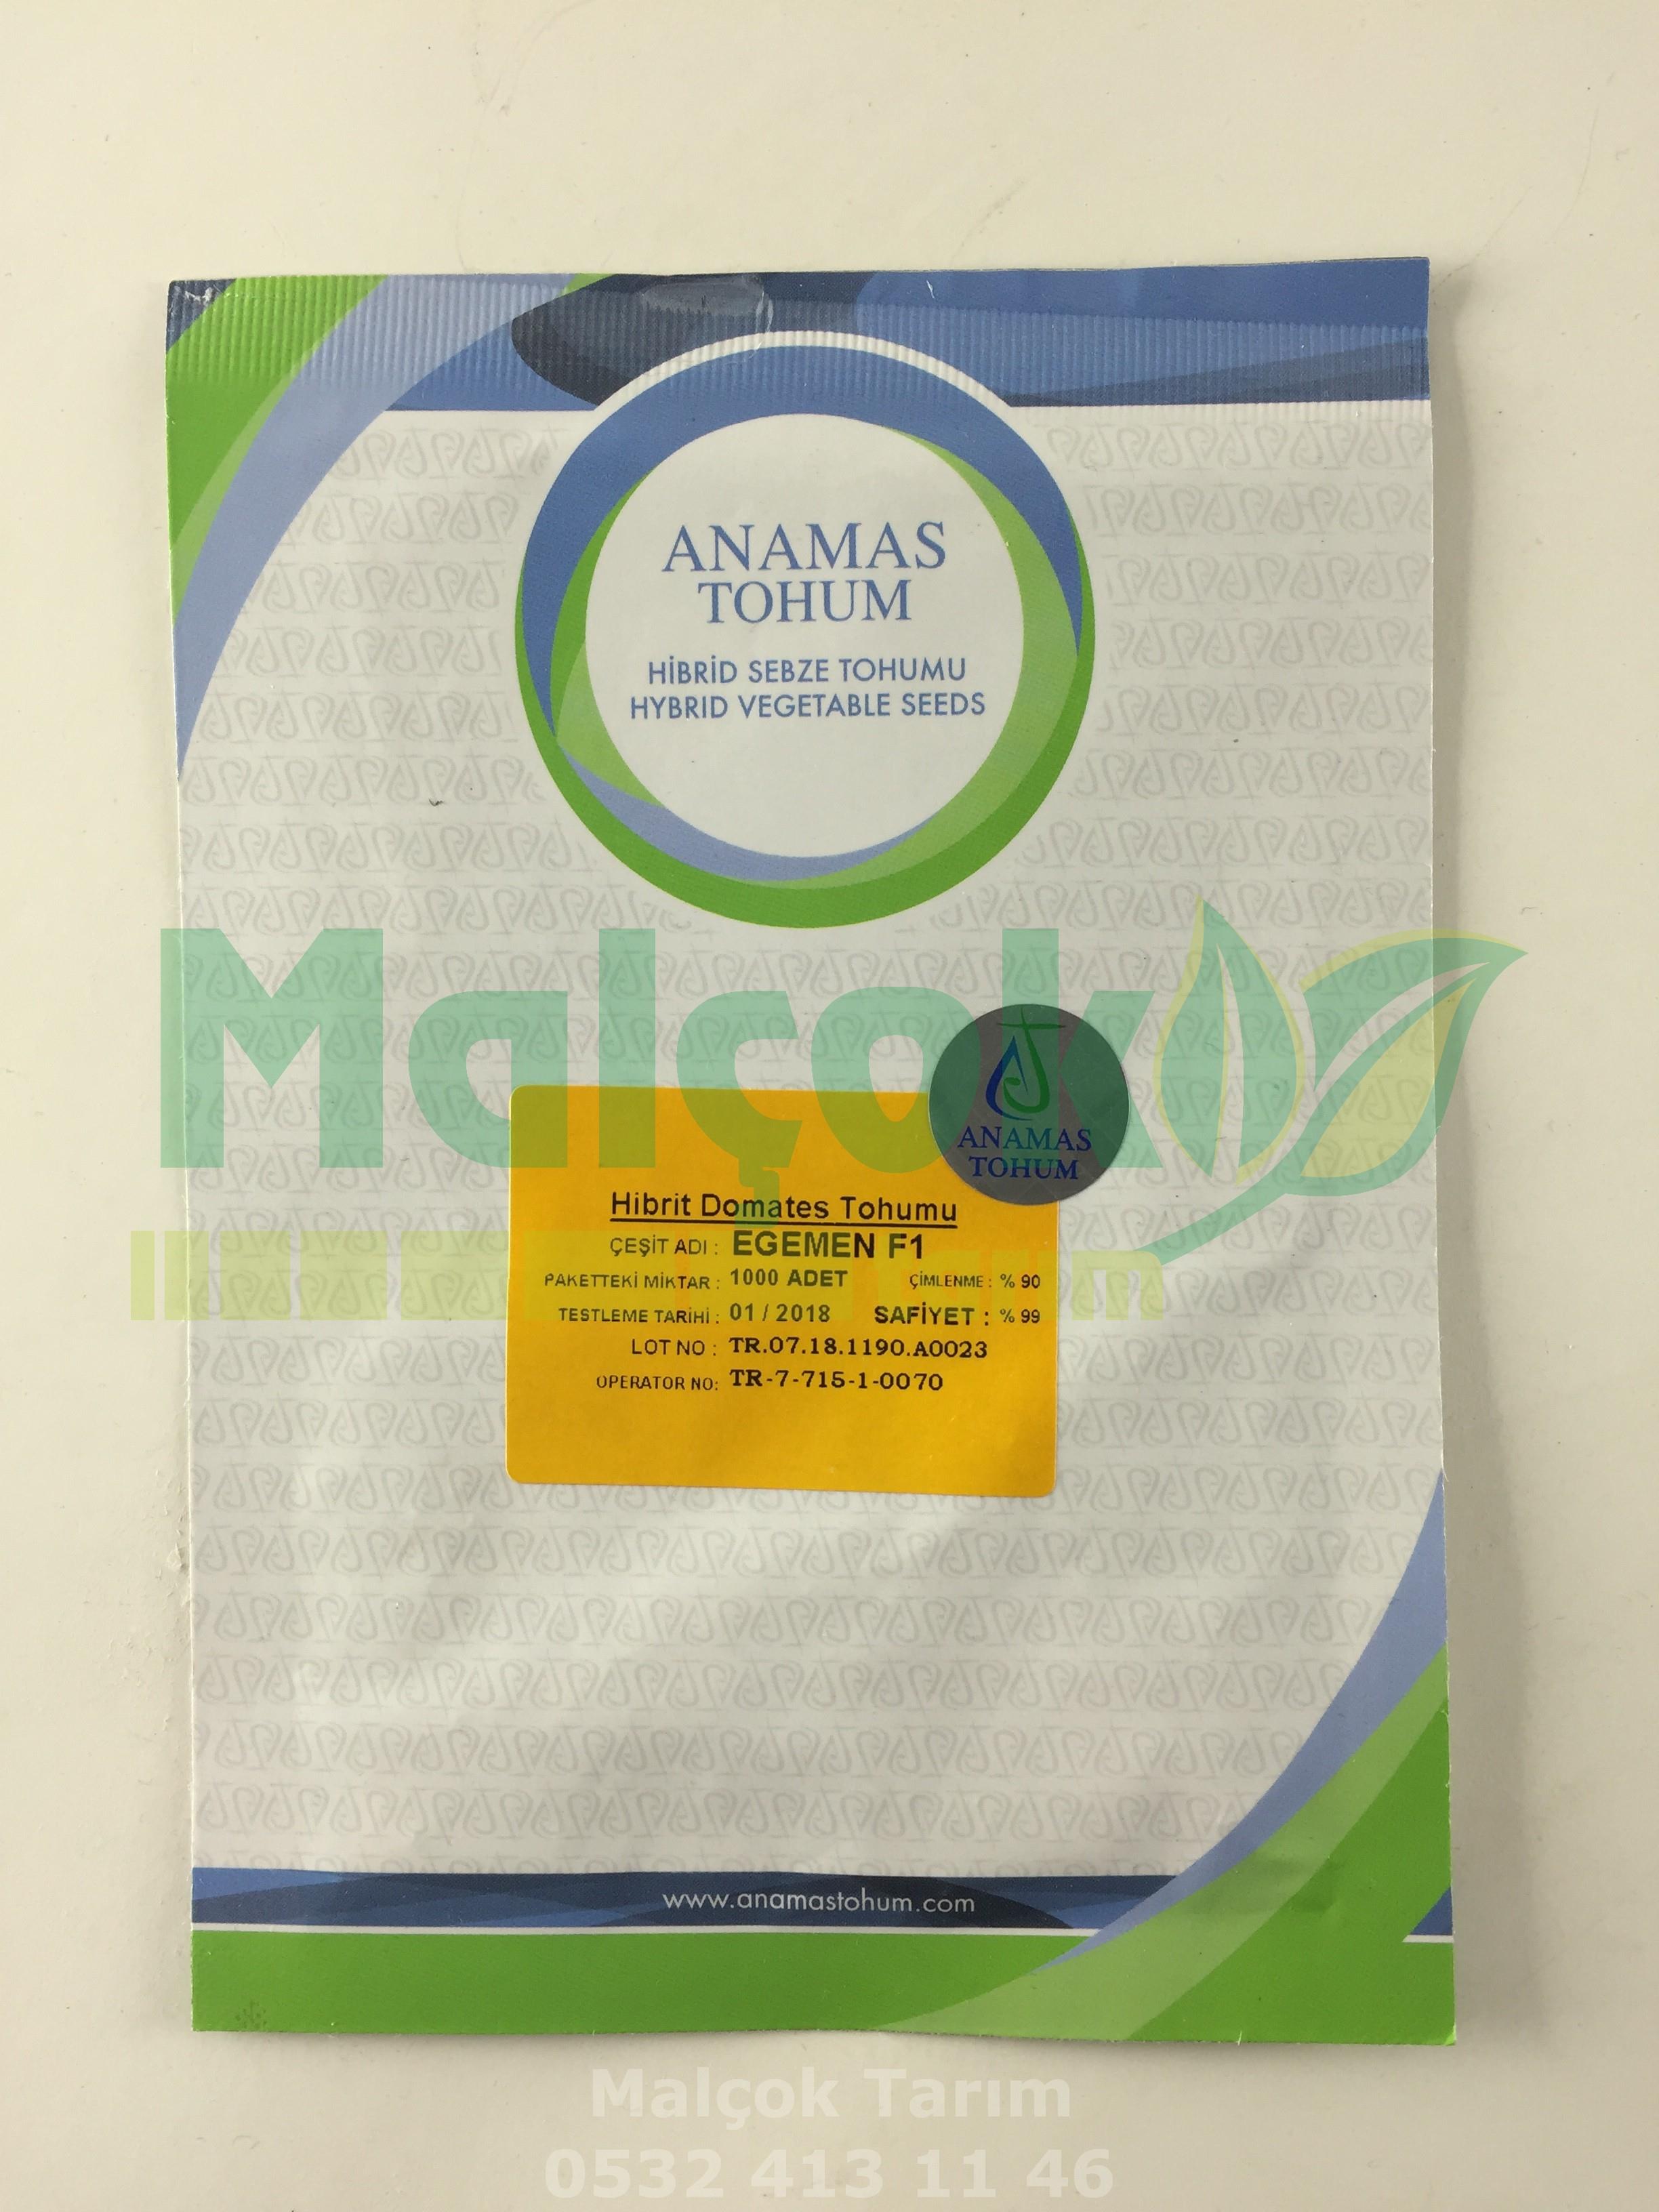 ANAMAS
TOHUM
HİBRİD SEBZE TOHUMU
HYBRID VEGETABLE SEEDS
Malçok
ANAMAS
TOHUM
Hibrit Domates Tohumu
ÇEŞİT ADI : EGEMEN F1
PAKETTEKİ MİKTAR : 1000 ADET ÇİMLENME : % 90
TESTLEME TARİHİ : 01 / 2018 SAFİYET : % 99
LOT NO : TR.07.18.1190.A0023
OPERATOR NO: TR-7-715-1-0070
www.anamastohum.com
Malçok Tarım
0532 413 11 46